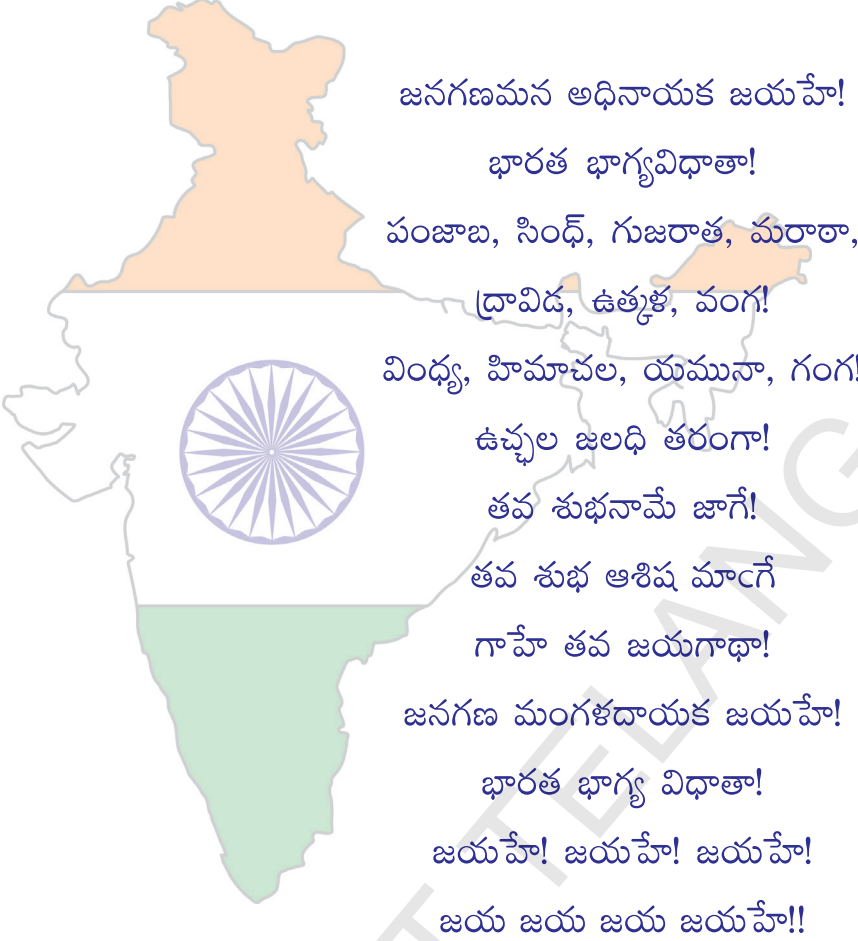 జనగణమన అధినాయక జయహే!
భారత భాగ్యవిధాతా!
పంజాబ, సింధ్, గుజరాత, మరాఠా,
ద్రావిడ, ఉత్కళ, వంగ!
వింధ్య, హిమాచల, యమునా, గంగ!
ఉచ్ఛల జలధి తరంగా!
తవ శుభనామే జాగే!
తవ శుభ ఆశిష మాఁగే
గాహే తవ జయగాథా!
జనగణ మంగళదాయక జయహే!
భారత భాగ్య విధాతా!
జయహే! జయహే! జయహే!
జయ జయ జయ జయహే!!
T TELANG